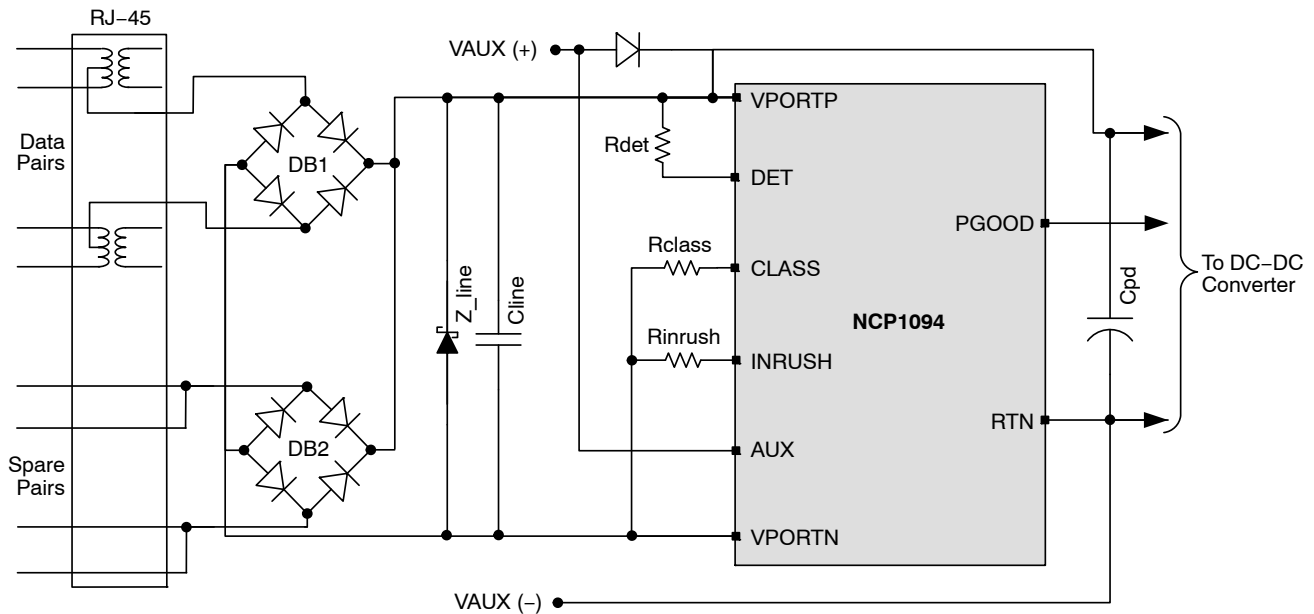 RJ−45
VAUX (+)
Data
Pairs
DB1
Rdet
VPORTP
DET
PGOOD
Rclass
CLASS
Z_line
Cline
NCP1094
Rinrush
INRUSH
Cpd
To DC−DC
Converter
RTN
DB2
AUX
Spare
Pairs
VPORTN
VAUX (−)